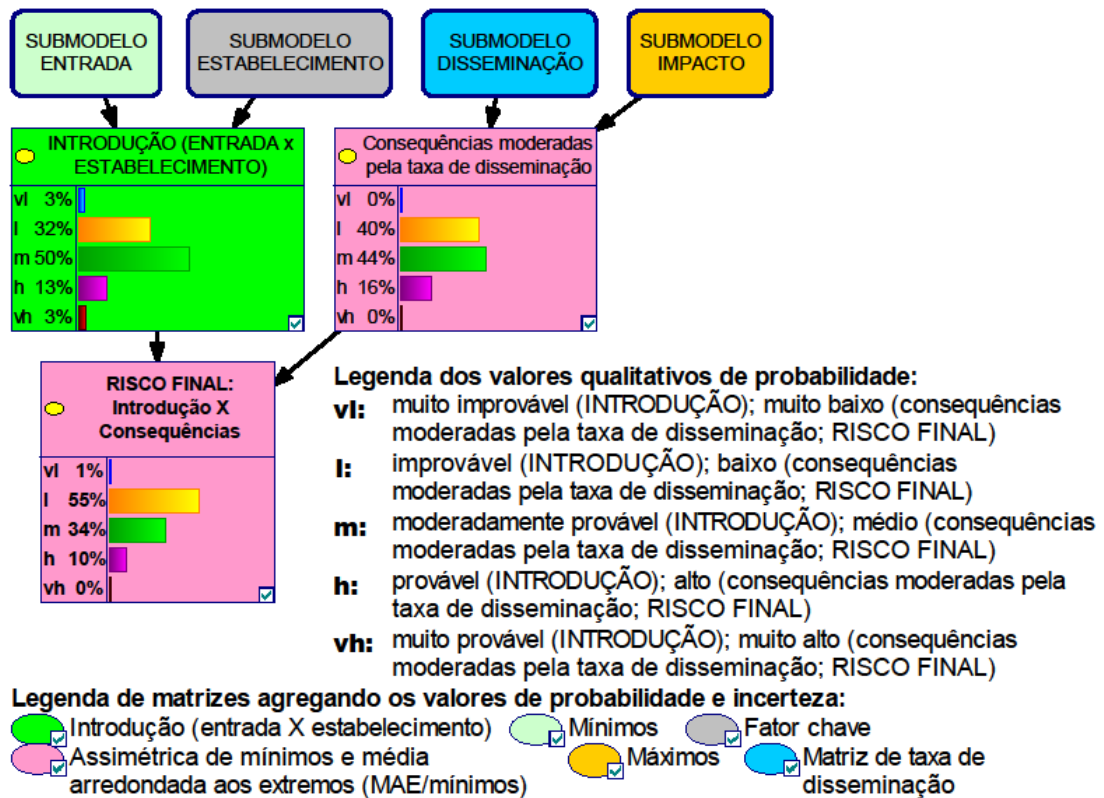 SUBMODELO
ENTRADA
SUBMODELO
ESTABELECIMENTO
SUBMODELO
DISSEMINAÇÃO
SUBMODELO
IMPACTO
INTRODUÇÃO (ENTRADA x
ESTABELECIMENTO)
vl 3%
l 32%
m 50%
h 13%
vh 3%
Consequências moderadas
pela taxa de disseminação
vl 0%
l 40%
m 44%
h 16%
vh 0%
RISCO FINAL:
Introdução X
Consequências
vl 1%
l 55%
m 34%
h 10%
vh 0%
Legenda dos valores qualitativos de probabilidade:
vl: muito improvável (INTRODUÇÃO); muito baixo (consequências
moderadas pela taxa de disseminação; RISCO FINAL)
l: improvável (INTRODUÇÃO); baixo (consequências
moderadas pela taxa de disseminação; RISCO FINAL)
m: moderadamente provável (INTRODUÇÃO); médio (consequências
moderadas pela taxa de disseminação; RISCO FINAL)
h: provável (INTRODUÇÃO); alto (consequências moderadas pela
taxa de disseminação; RISCO FINAL)
vh: muito provável (INTRODUÇÃO); muito alto (consequências
moderadas pela taxa de disseminação; RISCO FINAL)
Legenda de matrizes agregando os valores de probabilidade e incerteza:
Introdução (entrada X estabelecimento) Mínimos Fator chave
Assimétrica de mínimos e média
arredondada aos extremos (MAE/mínimos)
Máximos
Matriz de taxa de
disseminação